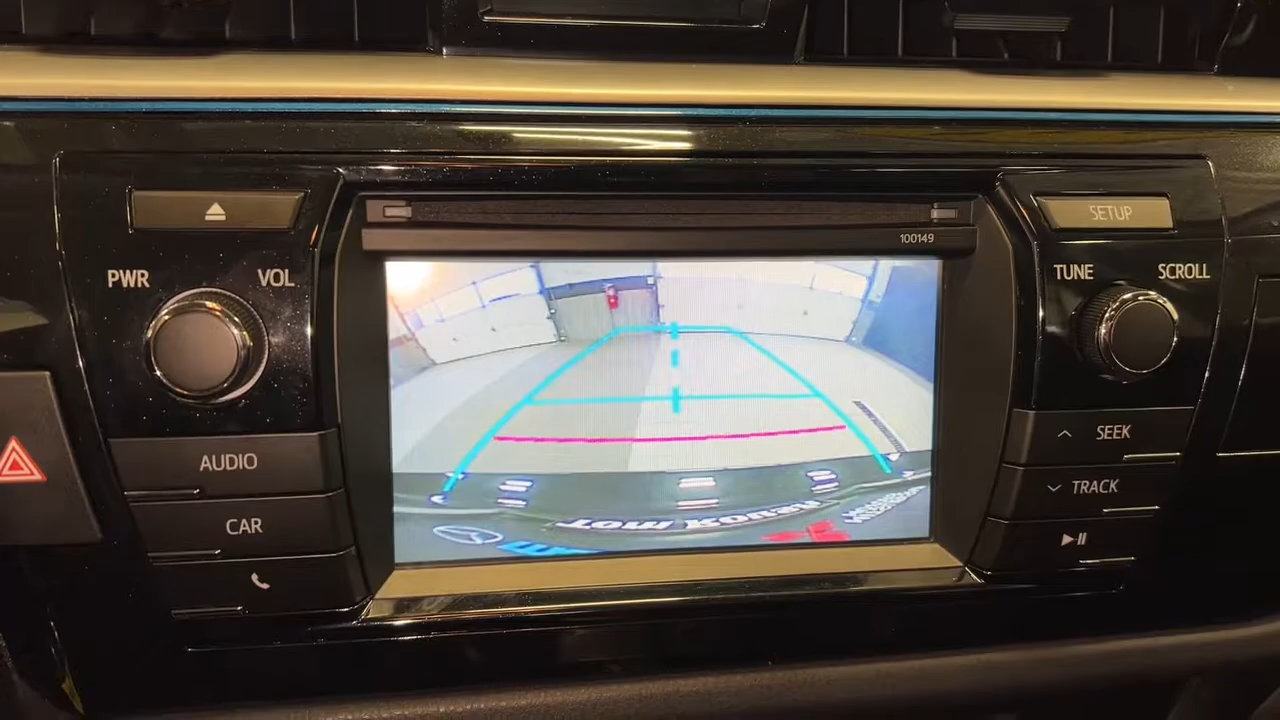 100149
SETUP
PWR
VOL
TUNE
SCROLL
AUDIO
SEEK
CAR
TRACK